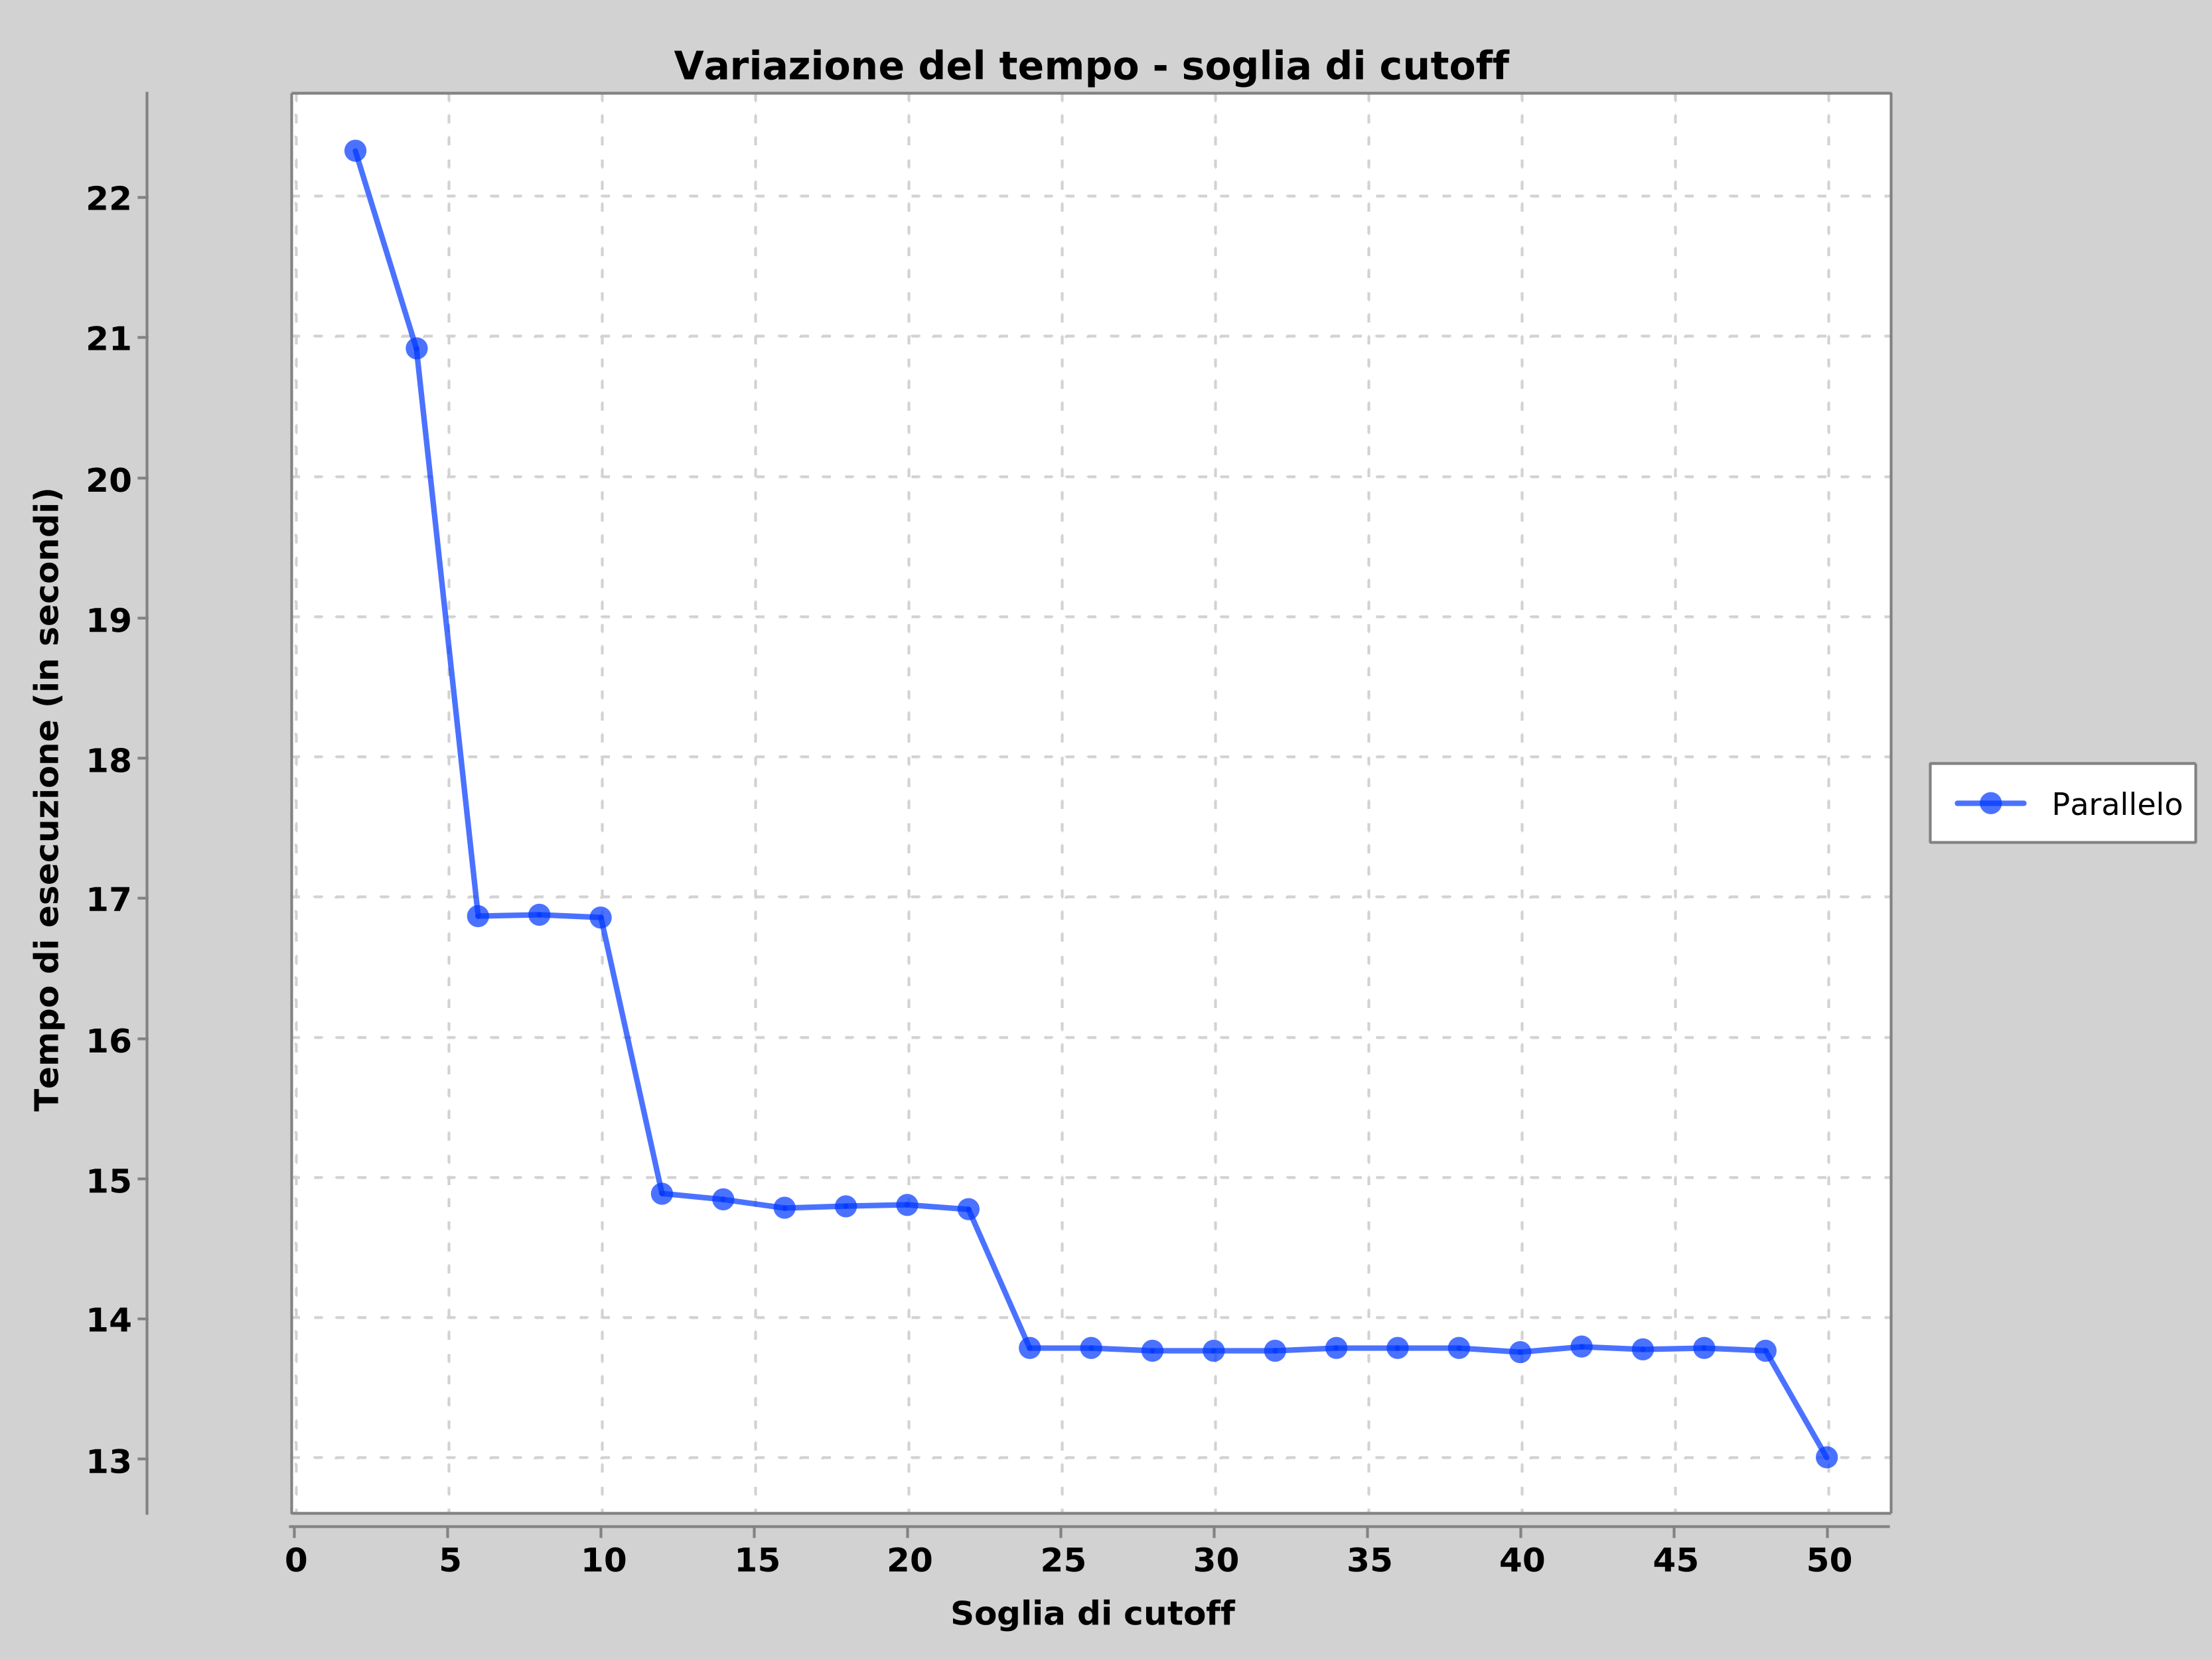 Variazione del tempo - soglia di cutoff
Tempo di esecuzione (in secondi)
22
21
20
19
18
17
16
15
14
13
0 5 10 15 20 25 30 35 40 45 50
Soglia di cutoff
Parallelo